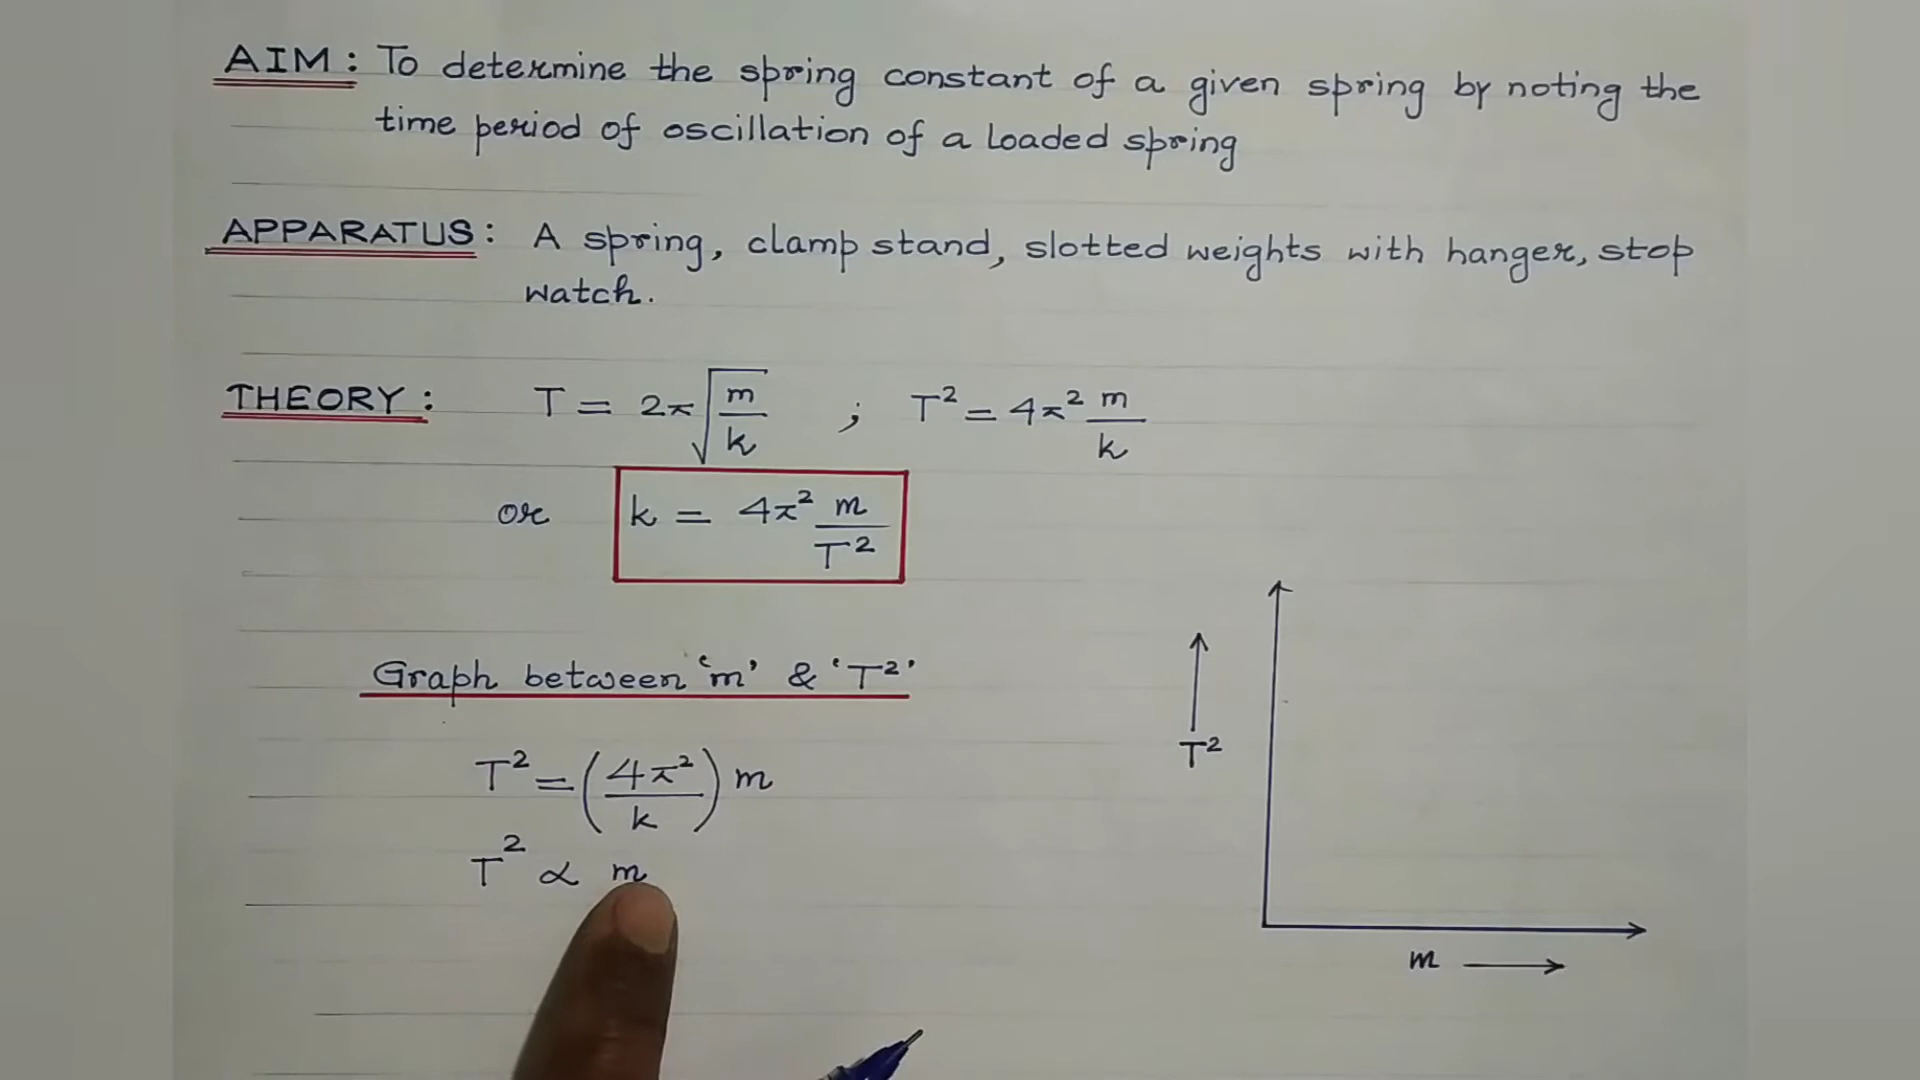 AIM: To determine the spring constant of a given spring by noting the
time period of oscillation of a loaded spring
APPARATUS: A spring, clamp stand, slotted weights with hanger, stop
watch.
THEORY: T = 2π√(m/k) ; T² = 4π² m/k
or k = 4π² m/T²
Graph between 'm' & 'T²'
T² = (4π²/k) m
T² ∝ m
T²
m